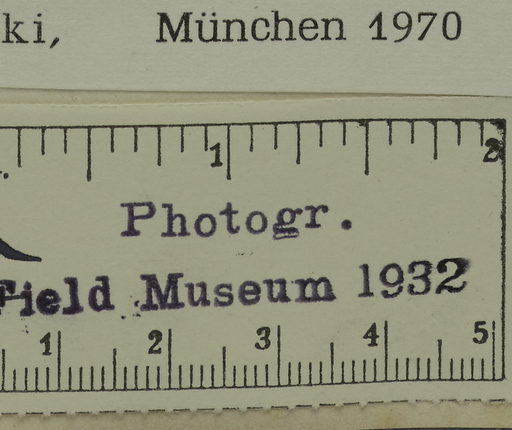 ki, München 1970
1 2
Photogr.
Field Museum 1932
1 2 3 4 5